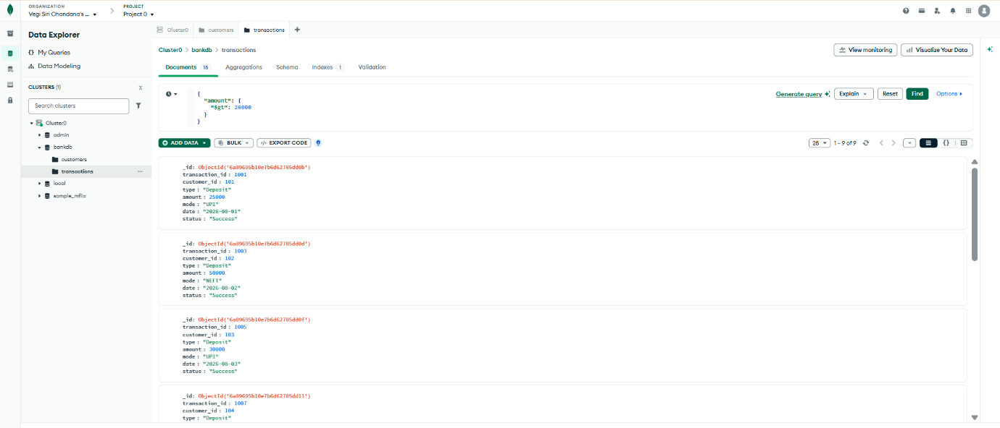 ORGANIZATION
Vegi Siri Chandana's ...
PROJECT
Project 0
Data Explorer
My Queries
Data Modeling
CLUSTERS (1)
Search clusters
Cluster0
admin
bankdb
customers
transactions
local
sample_mflix
Cluster0
customers
transactions
Cluster0 > bankdb > transactions
View monitoring
Visualize Your Data
Documents 15
Aggregations
Schema
Indexes 1
Validation
{
"amount": {
"$gt": 20000
}
}
Generate query
Explain
Reset
Find
Options
ADD DATA
BULK
EXPORT CODE
25
1 - 9 of 9
_id: ObjectId('6a89695b10e7b6d62705dd0b')
transaction_id : 1001
customer_id : 101
type : "Deposit"
amount : 25000
mode : "UPI"
date : "2026-08-01"
status : "Success"
_id: ObjectId('6a89695b10e7b6d62705dd0d')
transaction_id : 1003
customer_id : 102
type : "Deposit"
amount : 50000
mode : "NEFT"
date : "2026-08-02"
status : "Success"
_id: ObjectId('6a89695b10e7b6d62705dd0f')
transaction_id : 1005
customer_id : 103
type : "Deposit"
amount : 30000
mode : "UPI"
date : "2026-08-03"
status : "Success"
_id: ObjectId('6a89695b10e7b6d62705dd11')
transaction_id : 1007
customer_id : 104
type : "Deposit"